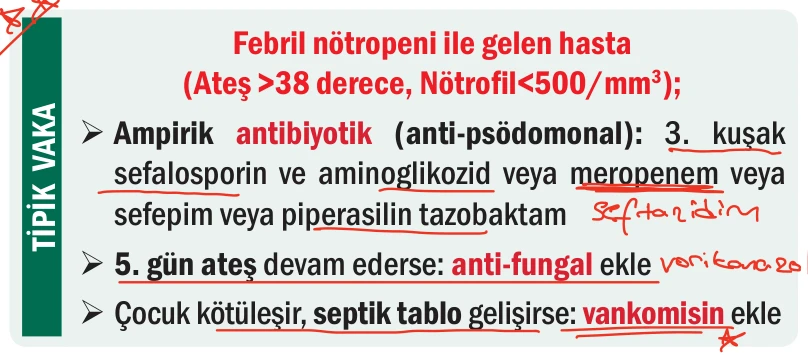 TİPİK VAKA
Febril nötropeni ile gelen hasta
(Ateş >38 derece, Nötrofil<500/mm³);
➤ Ampirik antibiyotik (anti-psödomonal): 3. kuşak
sefalosporin ve aminoglikozid veya meropenem veya
sefepim veya piperasilin tazobaktam seftazidim
➤ 5. gün ateş devam ederse: anti-fungal ekle
➤ Çocuk kötüleşir, septik tablo gelişirse: vankomisin ekle